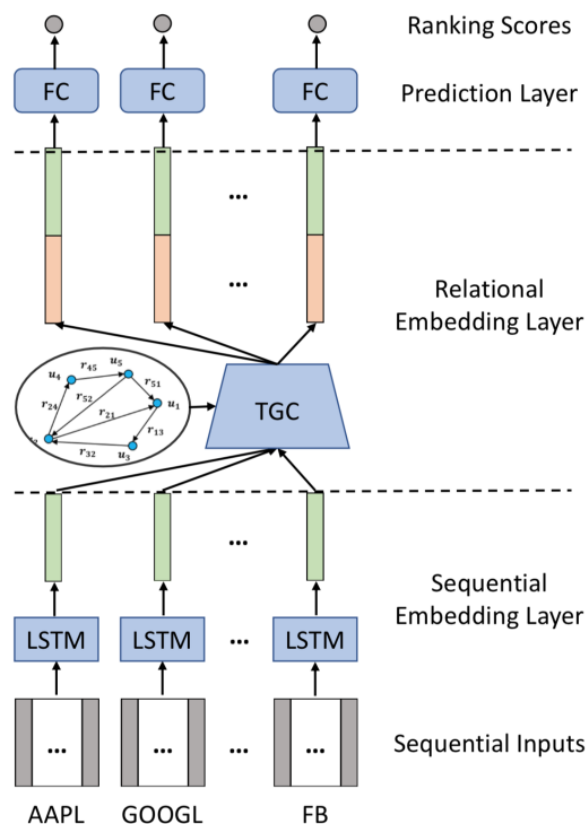 Ranking Scores
FC FC FC
Prediction Layer
...
...
Relational
Embedding Layer
r45
u4
u5
r51
r24
r52
u1
r21
r13
r32
u3
TGC
...
Sequential
Embedding Layer
LSTM LSTM ... LSTM
... ... ... ...
Sequential Inputs
AAPL GOOGL FB